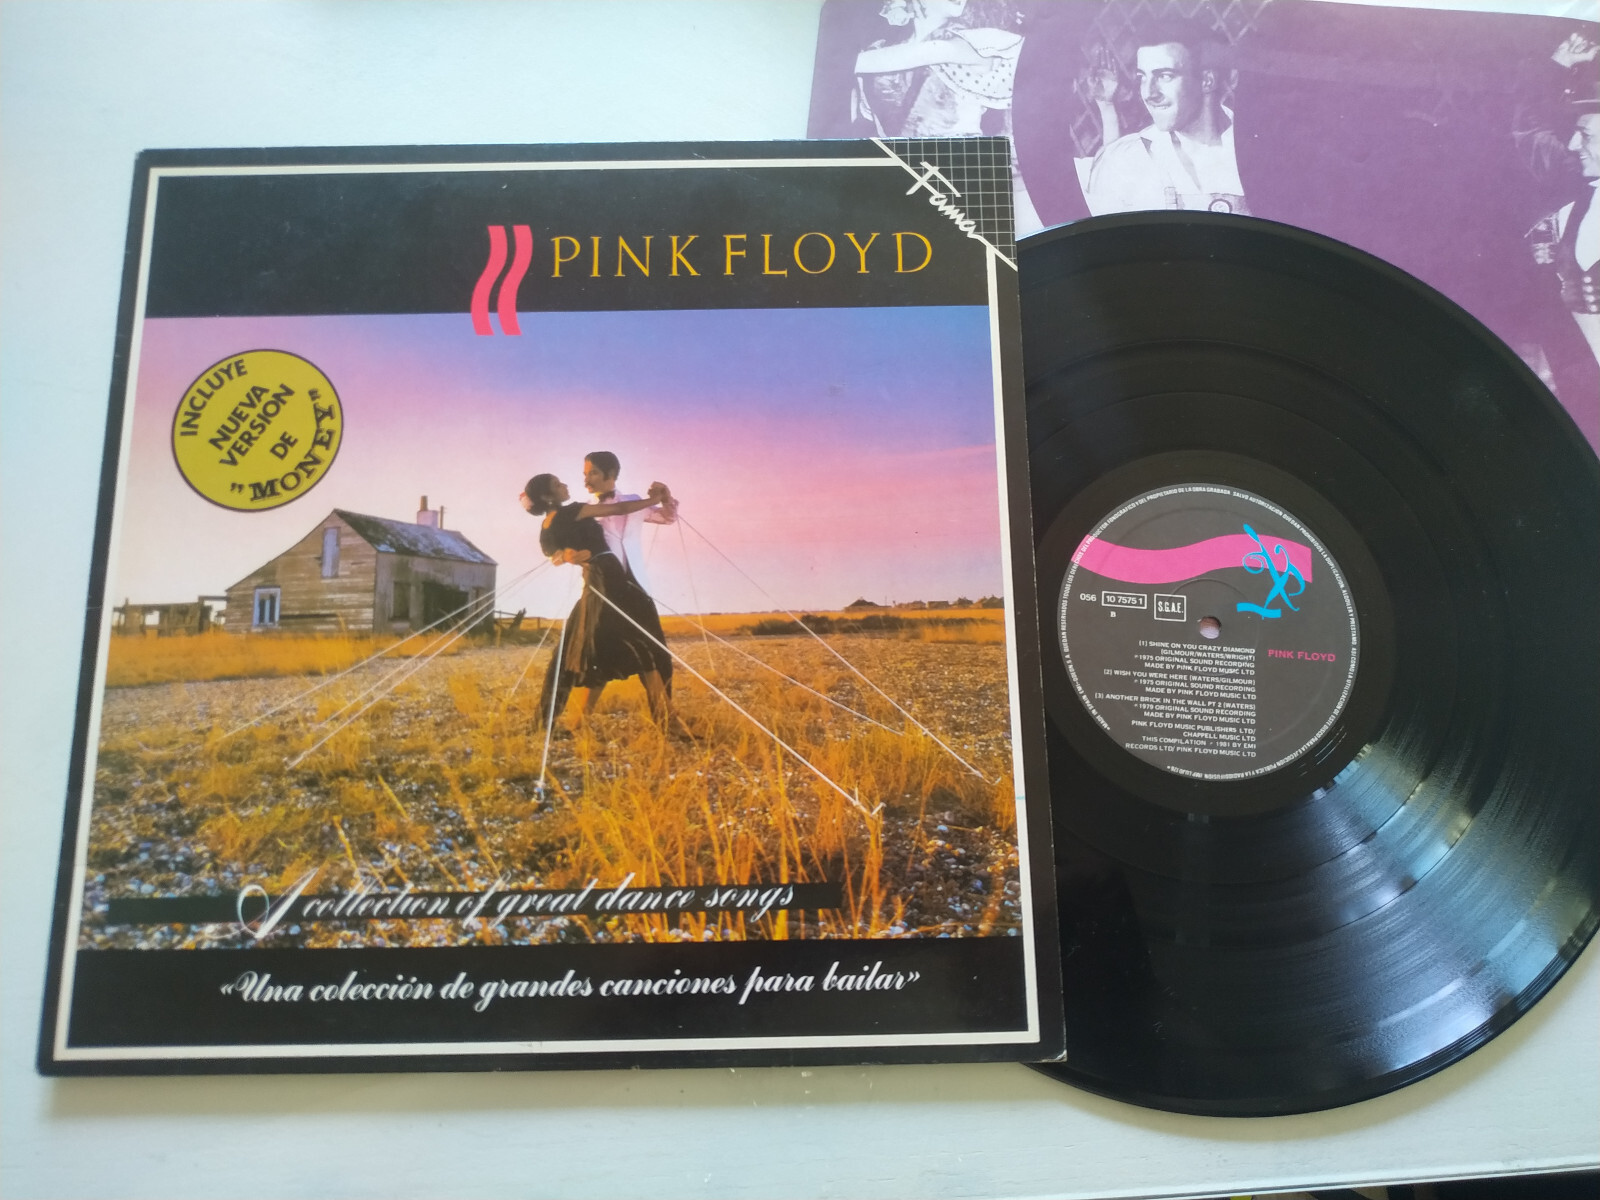 Fama
PINK FLOYD
INCLUYE
NUEVA
VERSION
DE
"MONEY"
A collection of great dance songs
«Una colección de grandes canciones para bailar»
056 10 7575 1 S.G.A.E.
B
(1) SHINE ON YOU CRAZY DIAMOND
(GILMOUR/WATERS/WRIGHT)
℗ 1975 ORIGINAL SOUND RECORDING
MADE BY PINK FLOYD MUSIC LTD
(2) WISH YOU WERE HERE (WATERS/GILMOUR)
℗ 1975 ORIGINAL SOUND RECORDING
MADE BY PINK FLOYD MUSIC LTD
(3) ANOTHER BRICK IN THE WALL PT 2 (WATERS)
℗ 1979 ORIGINAL SOUND RECORDING
MADE BY PINK FLOYD MUSIC LTD
PINK FLOYD MUSIC PUBLISHERS LTD/
CHAPPELL MUSIC LTD
THIS COMPILATION ℗ 1981 BY EMI
RECORDS LTD/ PINK FLOYD MUSIC LTD
PINK FLOYD